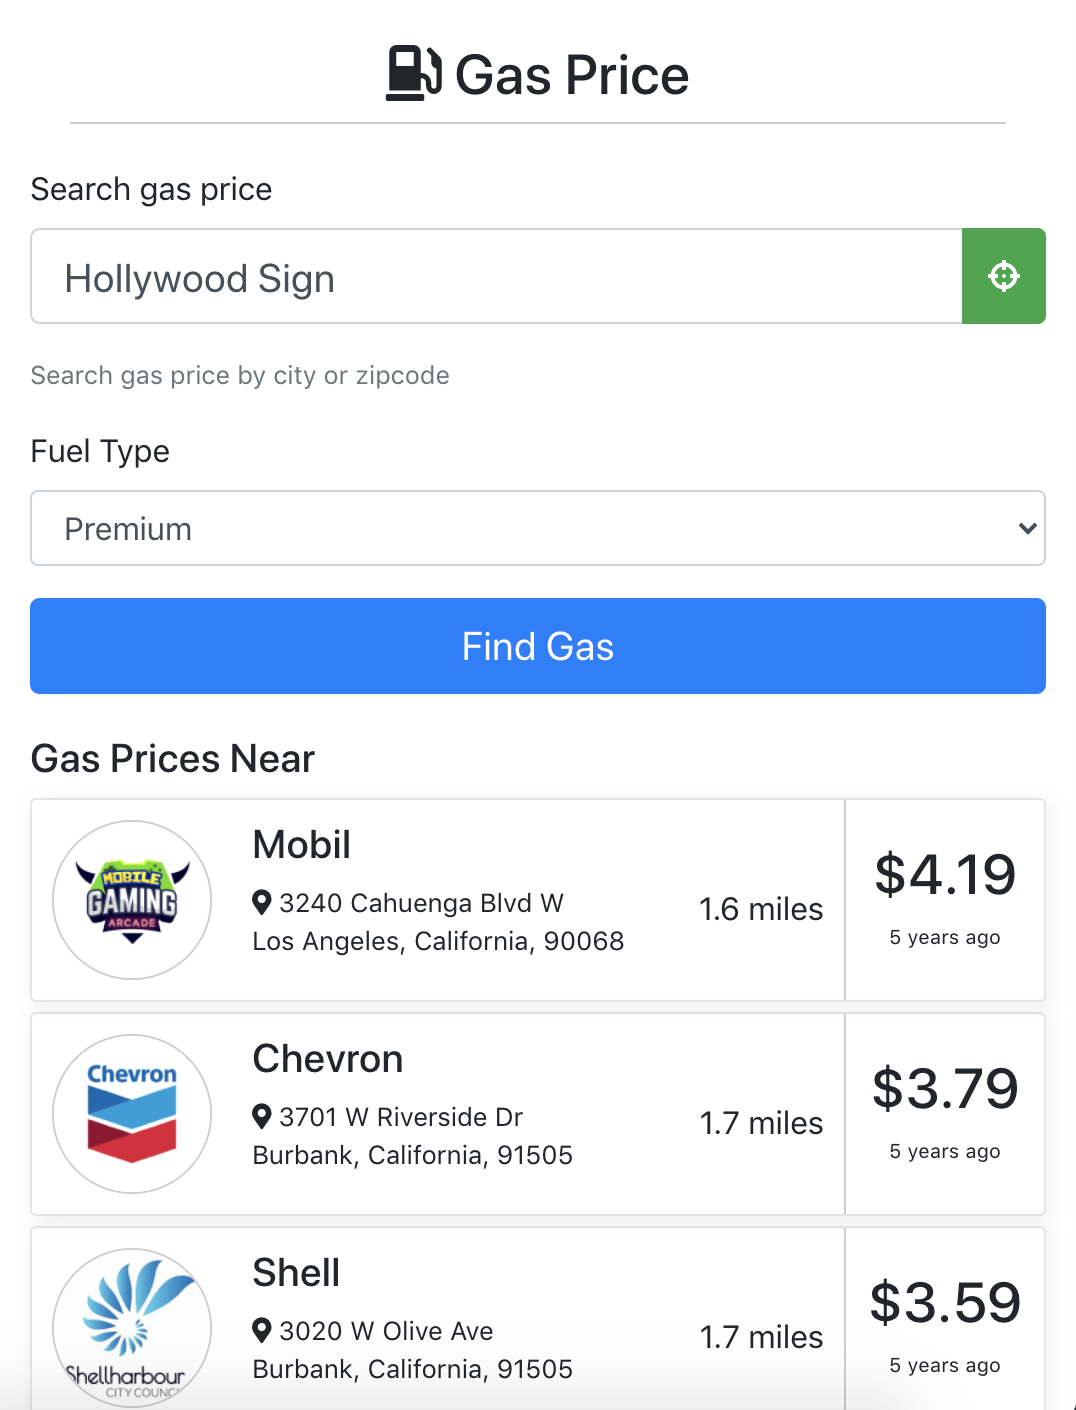 Gas Price
Search gas price
Hollywood Sign
Search gas price by city or zipcode
Fuel Type
Premium
Find Gas
Gas Prices Near
MOBILE
GAMING
ARCADE
Mobil
3240 Cahuenga Blvd W
Los Angeles, California, 90068
1.6 miles
$4.19
5 years ago
Chevron
Chevron
3701 W Riverside Dr
Burbank, California, 91505
1.7 miles
$3.79
5 years ago
Shellharbour
CITY COUNC
Shell
3020 W Olive Ave
Burbank, California, 91505
1.7 miles
$3.59
5 years ago